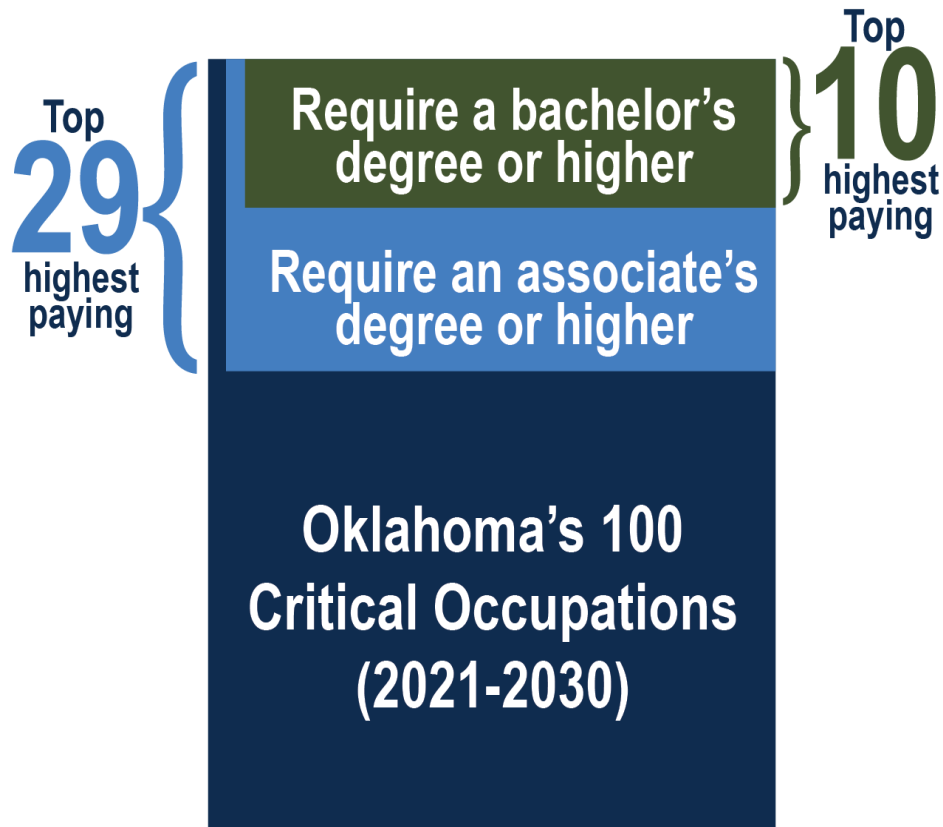 Top
29
highest
paying
Require a bachelor’s
degree or higher
Top
10
highest
paying
Require an associate’s
degree or higher
Oklahoma’s 100
Critical Occupations
(2021-2030)